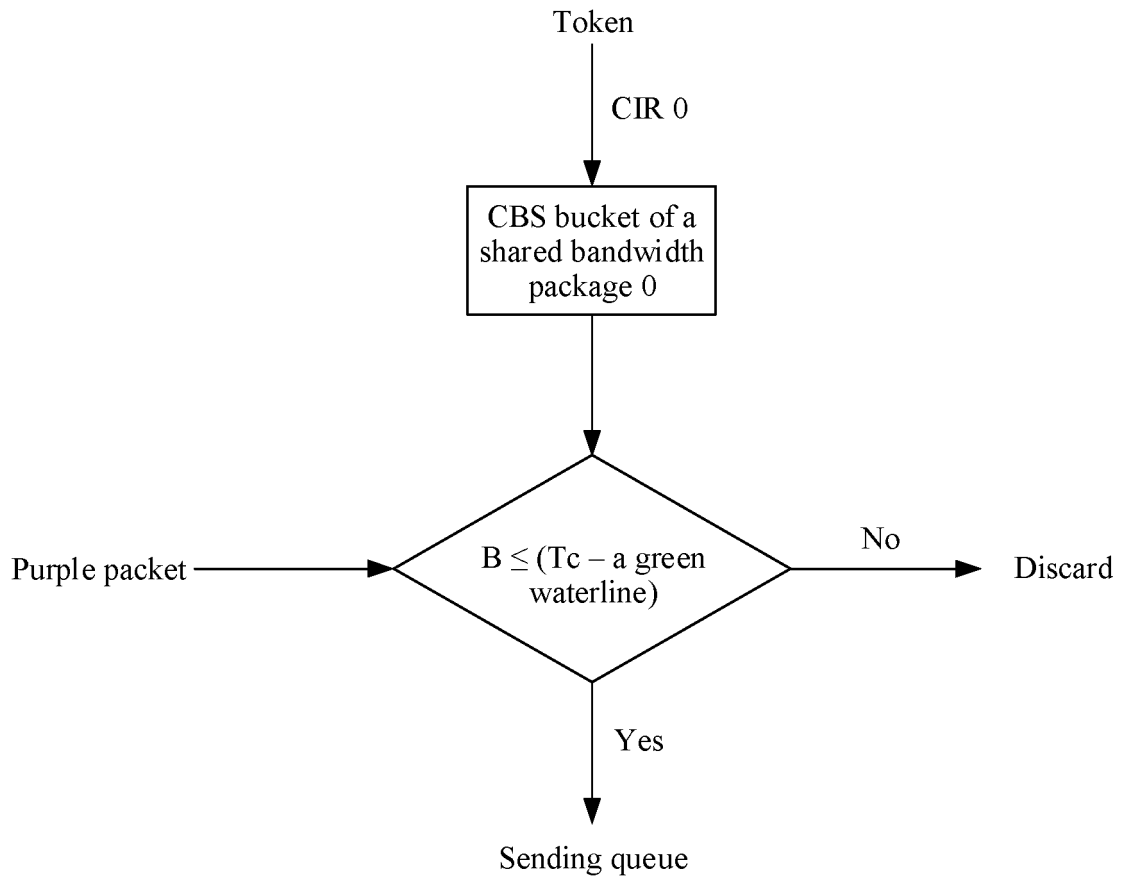 Token
CIR 0
CBS bucket of a
shared bandwidth
package 0
Purple packet
B ≤ (Tc – a green
waterline)
No
Discard
Yes
Sending queue